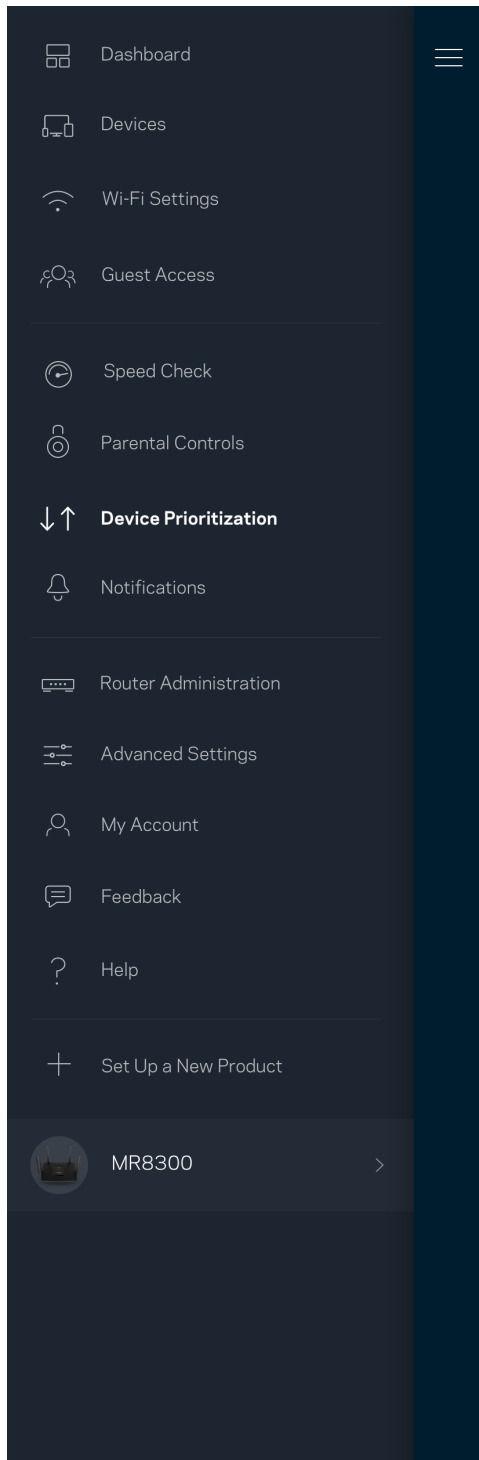 Dashboard
Devices
Wi-Fi Settings
Guest Access
Speed Check
Parental Controls
Device Prioritization
Notifications
Router Administration
Advanced Settings
My Account
Feedback
Help
Set Up a New Product
MR8300